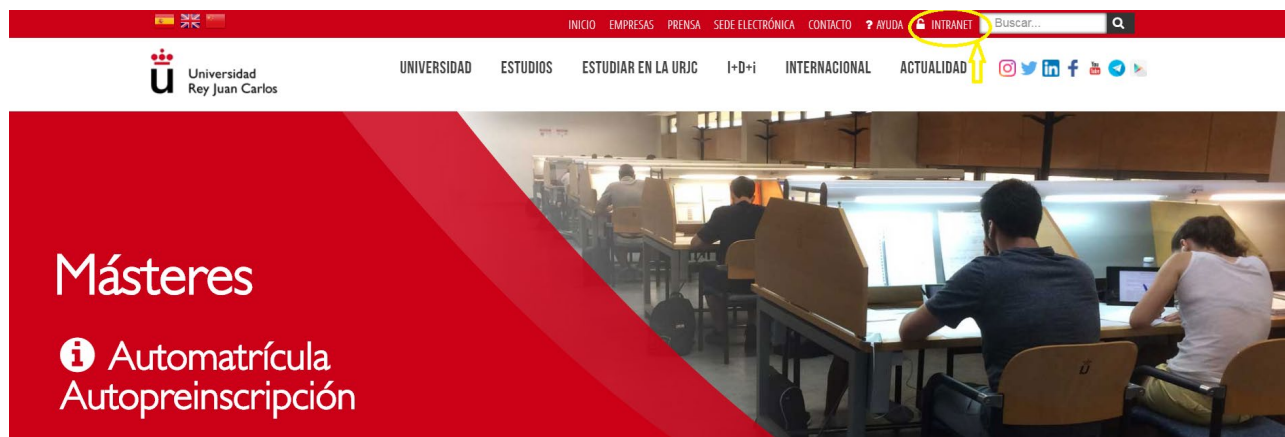 INICIO EMPRESAS PRENSA SEDE ELECTRÓNICA CONTACTO ? AYUDA INTRANET Buscar...
Universidad
Rey Juan Carlos
UNIVERSIDAD ESTUDIOS ESTUDIAR EN LA URJC I+D+i INTERNACIONAL ACTUALIDAD
Másteres
Automatrícula
Autopreinscripción